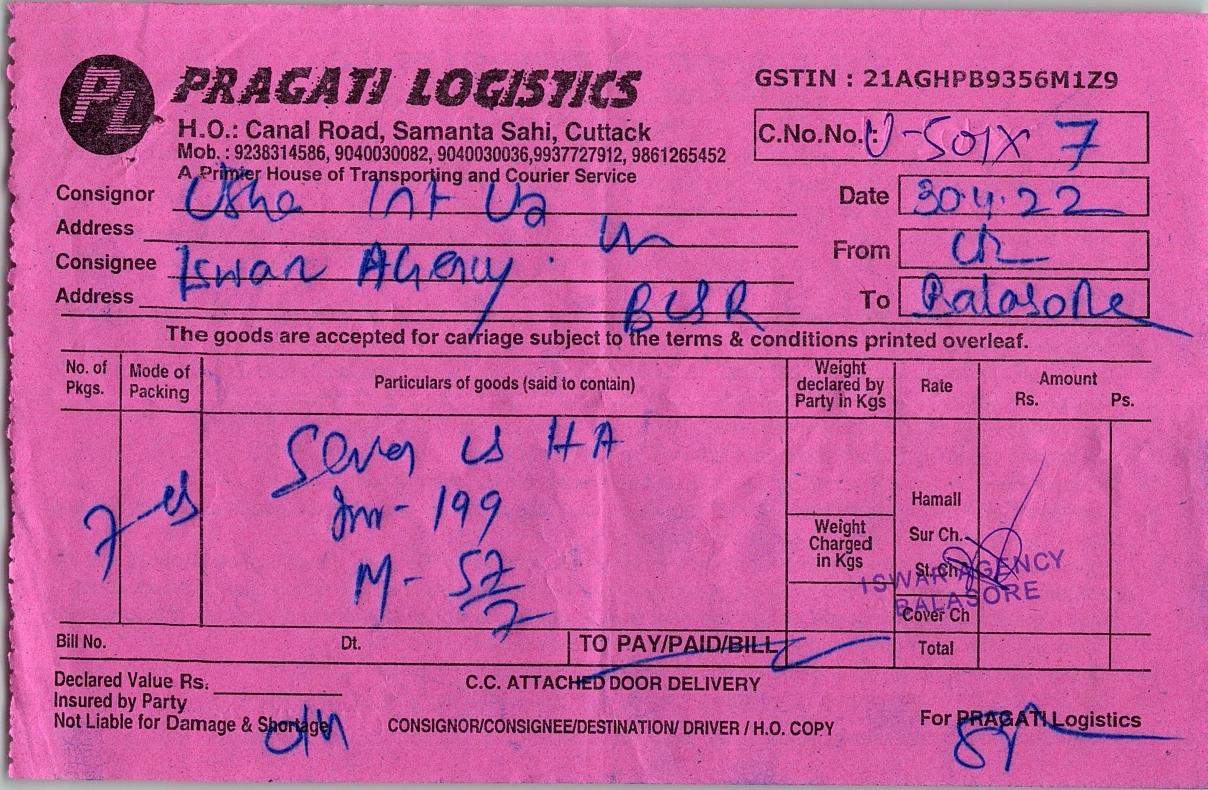 PL PRAGATI LOGISTICS
GSTIN : 21AGHPB9356M1Z9
H.O.: Canal Road, Samanta Sahi, Cuttack
C.No.No.: 7
Mob. : 9238314586, 9040030082, 9040030036,9937727912, 9861265452
A Primier House of Transporting and Courier Service
Consignor Usha Int
Date 30.4.22
Address
From
Consignee Iswar Agency
Address
To Balasore
The goods are accepted for carriage subject to the terms & conditions printed overleaf.
No. of Pkgs.
Mode of Packing
Particulars of goods (said to contain)
Weight declared by Party in Kgs
Rate
Amount
Rs. Ps.
7
HA
Inv- 199
M- 57
7
Weight Charged in Kgs
Hamall
Sur Ch.
St. Ch.
Cover Ch
ISWAR AGENCY
BALASORE
Bill No. Dt. TO PAY/PAID/BILL Total
Declared Value Rs.
C.C. ATTACHED DOOR DELIVERY
Insured by Party
Not Liable for Damage & Shortage
CONSIGNOR/CONSIGNEE/DESTINATION/ DRIVER / H.O. COPY
For PRAGATI Logistics